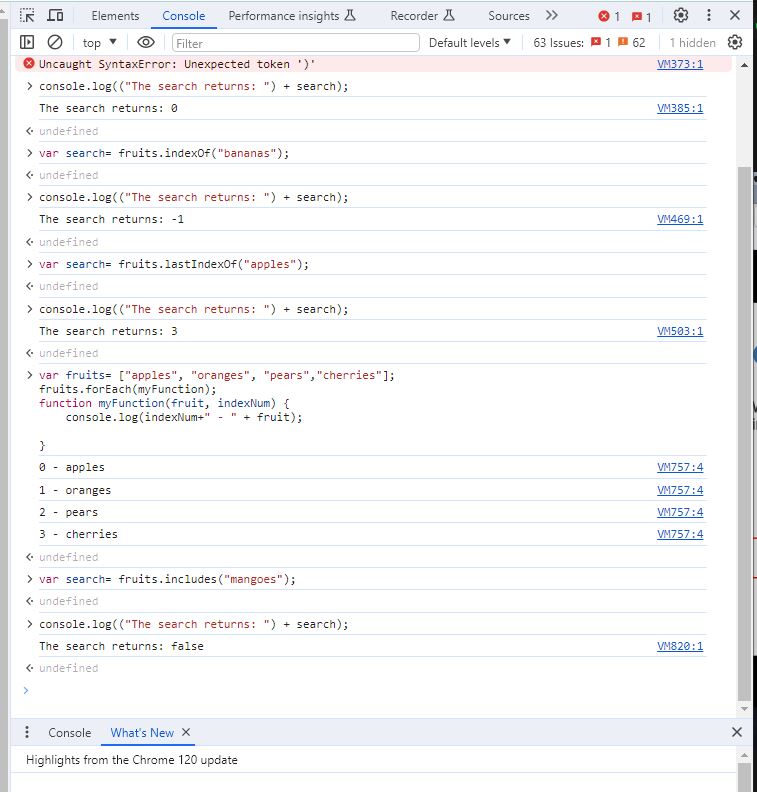 Elements Console Performance insights Recorder Sources 1 1
top Filter Default levels 63 Issues: 1 62 1 hidden
Uncaught SyntaxError: Unexpected token ')' VM373:1
console.log(("The search returns: ") + search);
The search returns: 0 VM385:1
undefined
var search= fruits.indexOf("bananas");
undefined
console.log(("The search returns: ") + search);
The search returns: -1 VM469:1
undefined
var search= fruits.lastIndexOf("apples");
undefined
console.log(("The search returns: ") + search);
The search returns: 3 VM503:1
undefined
var fruits= ["apples", "oranges", "pears","cherries"];
fruits.forEach(myFunction);
function myFunction(fruit, indexNum) {
console.log(indexNum+" - " + fruit);
}
0 - apples VM757:4
1 - oranges VM757:4
2 - pears VM757:4
3 - cherries VM757:4
undefined
var search= fruits.includes("mangoes");
undefined
console.log(("The search returns: ") + search);
The search returns: false VM820:1
undefined
Console What's New
Highlights from the Chrome 120 update